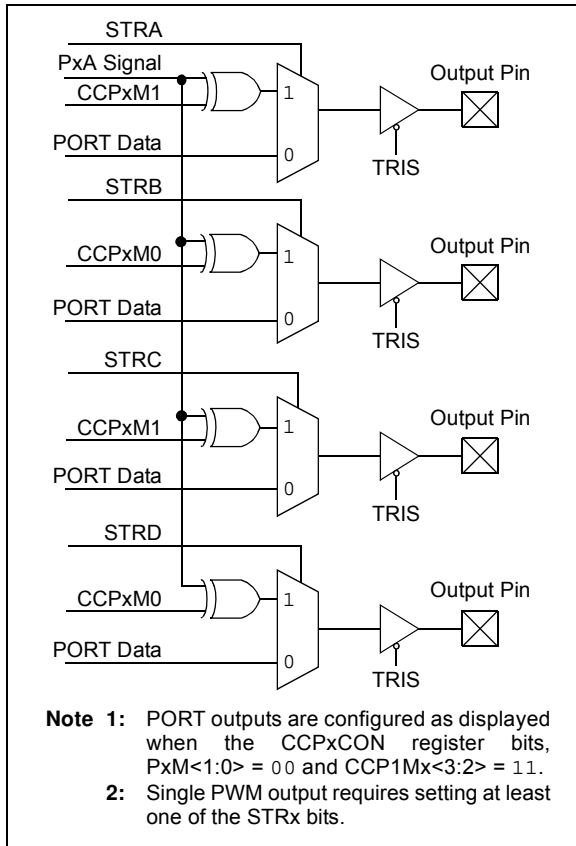 STRA
PxA Signal
CCPxM1
Output Pin
1
PORT Data
0
TRIS
STRB
Output Pin
CCPxM0
1
PORT Data
0
TRIS
STRC
Output Pin
CCPxM1
1
PORT Data
0
TRIS
STRD
Output Pin
CCPxM0
1
PORT Data
0
TRIS
Note 1: PORT outputs are configured as displayed
when the CCPxCON register bits,
PxM<1:0> = 00 and CCP1Mx<3:2> = 11.
2: Single PWM output requires setting at least
one of the STRx bits.